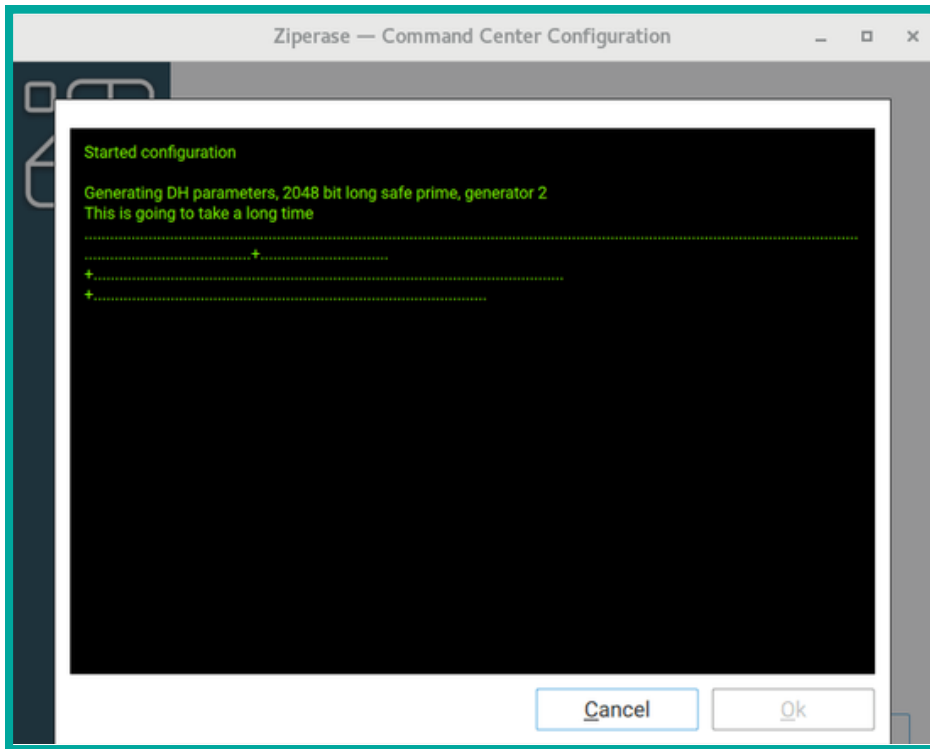 Ziperase — Command Center Configuration
Started configuration
Generating DH parameters, 2048 bit long safe prime, generator 2
This is going to take a long time
........................................................................................................................................................................................
........................................+..............................
+................................................................................................................
+..............................................................................................
Cancel
Ok